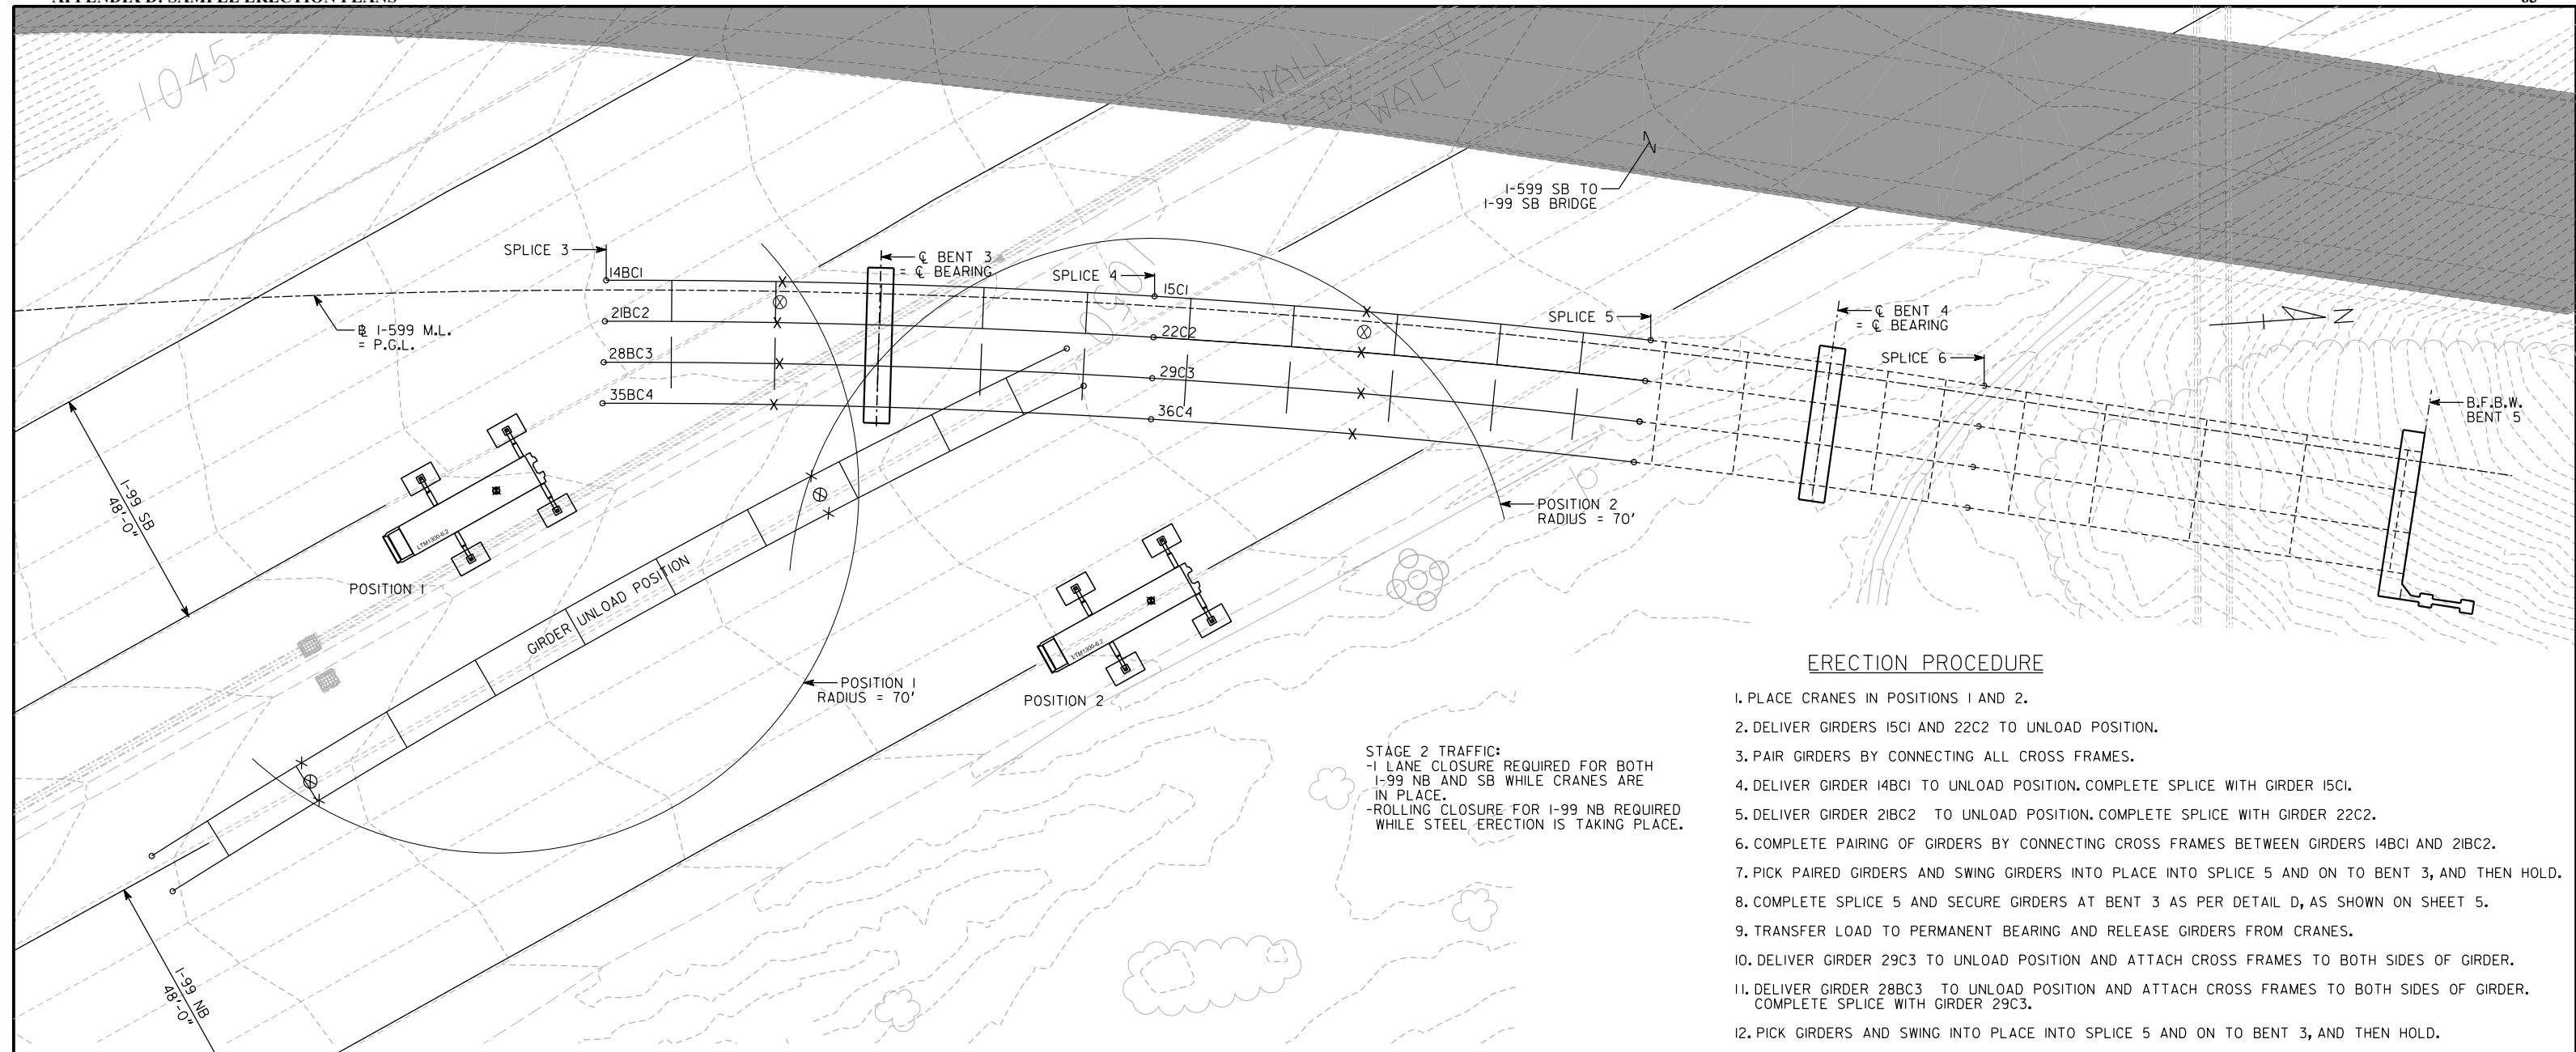 APPENDIX D: SAMPLE ERECTION PLANS
1045
WALL
WALL
I-599 SB TO
I-99 SB BRIDGE
SPLICE 3
14BC1
℄ BENT 3
= ℄ BEARING
SPLICE 4
15C1
21BC2
22C2
SPLICE 5
℄ BENT 4
= ℄ BEARING
N
I-599 M.L.
= P.G.L.
28BC3
29C3
SPLICE 6
35BC4
36C4
B.F.B.W.
BENT 5
I-99 SB
48'-0"
LTM1300-6.2
POSITION 1
GIRDER UNLOAD POSITION
POSITION 2
RADIUS = 70'
LTM1300-6.2
POSITION 2
POSITION 1
RADIUS = 70'
I-99 NB
48'-0"
STAGE 2 TRAFFIC:
-1 LANE CLOSURE REQUIRED FOR BOTH
I-99 NB AND SB WHILE CRANES ARE
IN PLACE.
-ROLLING CLOSURE FOR I-99 NB REQUIRED
WHILE STEEL ERECTION IS TAKING PLACE.
ERECTION PROCEDURE
1. PLACE CRANES IN POSITIONS 1 AND 2.
2. DELIVER GIRDERS 15C1 AND 22C2 TO UNLOAD POSITION.
3. PAIR GIRDERS BY CONNECTING ALL CROSS FRAMES.
4. DELIVER GIRDER 14BC1 TO UNLOAD POSITION. COMPLETE SPLICE WITH GIRDER 15C1.
5. DELIVER GIRDER 21BC2 TO UNLOAD POSITION. COMPLETE SPLICE WITH GIRDER 22C2.
6. COMPLETE PAIRING OF GIRDERS BY CONNECTING CROSS FRAMES BETWEEN GIRDERS 14BC1 AND 21BC2.
7. PICK PAIRED GIRDERS AND SWING GIRDERS INTO PLACE INTO SPLICE 5 AND ON TO BENT 3, AND THEN HOLD.
8. COMPLETE SPLICE 5 AND SECURE GIRDERS AT BENT 3 AS PER DETAIL D, AS SHOWN ON SHEET 5.
9. TRANSFER LOAD TO PERMANENT BEARING AND RELEASE GIRDERS FROM CRANES.
10. DELIVER GIRDER 29C3 TO UNLOAD POSITION AND ATTACH CROSS FRAMES TO BOTH SIDES OF GIRDER.
11. DELIVER GIRDER 28BC3 TO UNLOAD POSITION AND ATTACH CROSS FRAMES TO BOTH SIDES OF GIRDER.
COMPLETE SPLICE WITH GIRDER 29C3.
12. PICK GIRDERS AND SWING INTO PLACE INTO SPLICE 5 AND ON TO BENT 3, AND THEN HOLD.